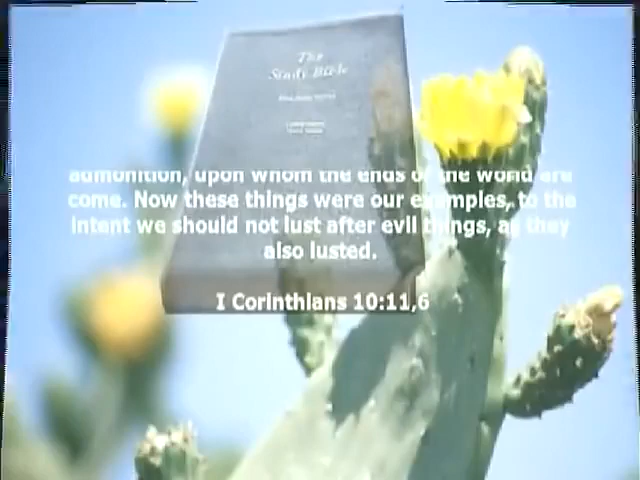 The
Study Bible
admonition, upon whom the ends of the world are
come. Now these things were our examples, to the
intent we should not lust after evil things, as they
also lusted.
I Corinthians 10:11,6